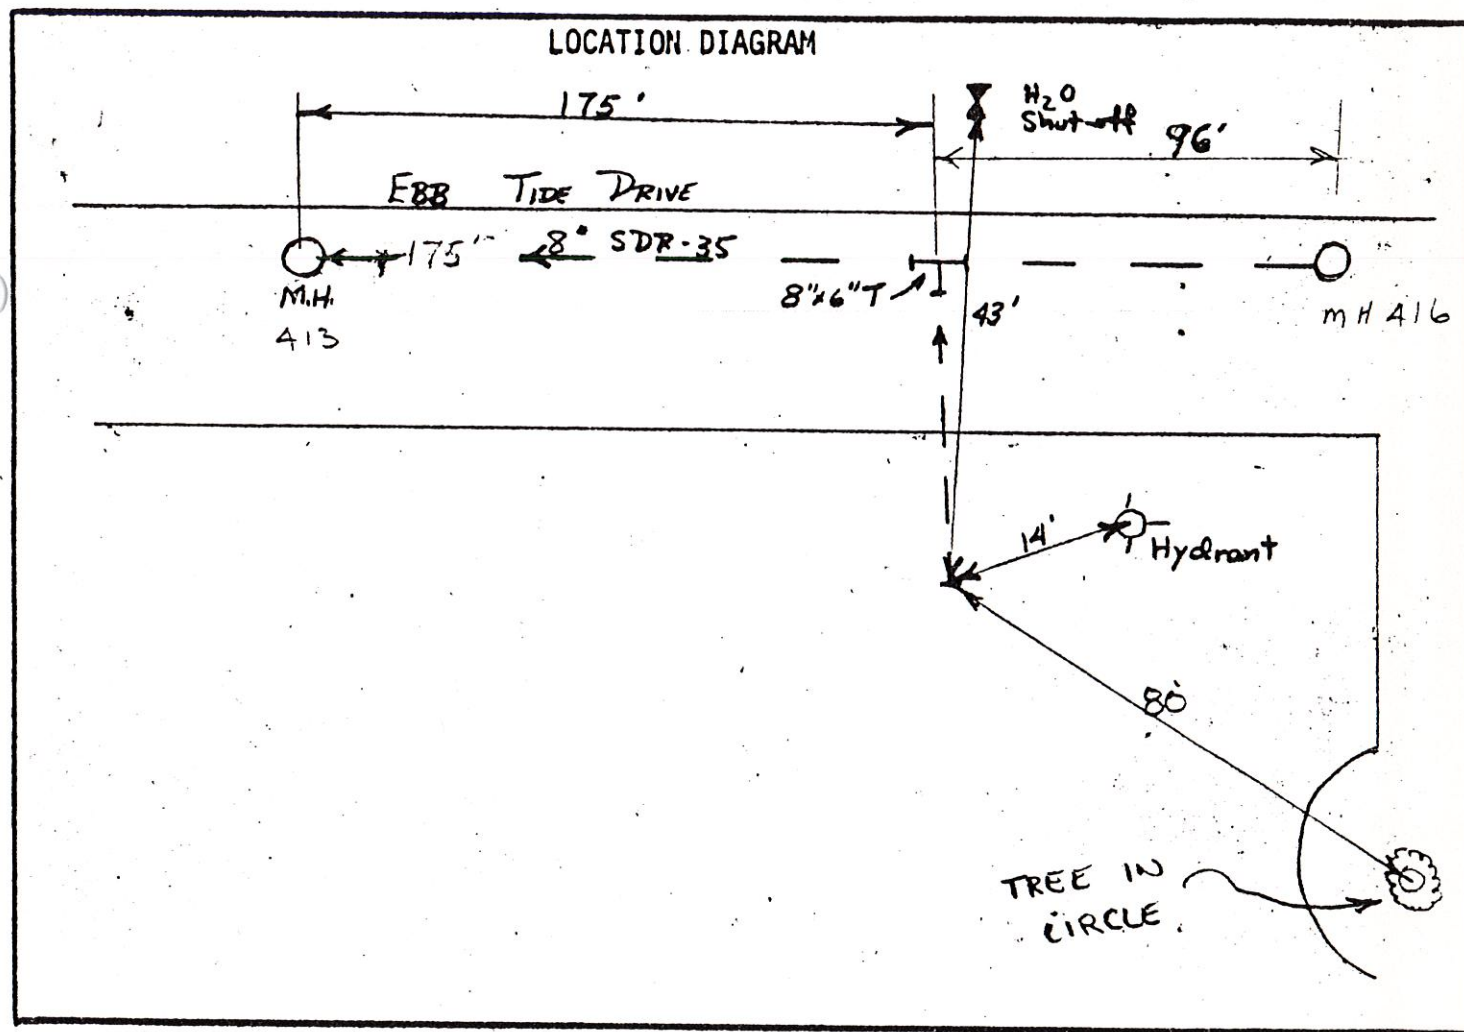 LOCATION DIAGRAM
175'
H2O
Shut-off
96'
EBB TIDE DRIVE
175'
8" SDR-35
8"x6"T
M.H.
413
43'
MH 416
14'
Hydrant
80'
TREE IN
CIRCLE.